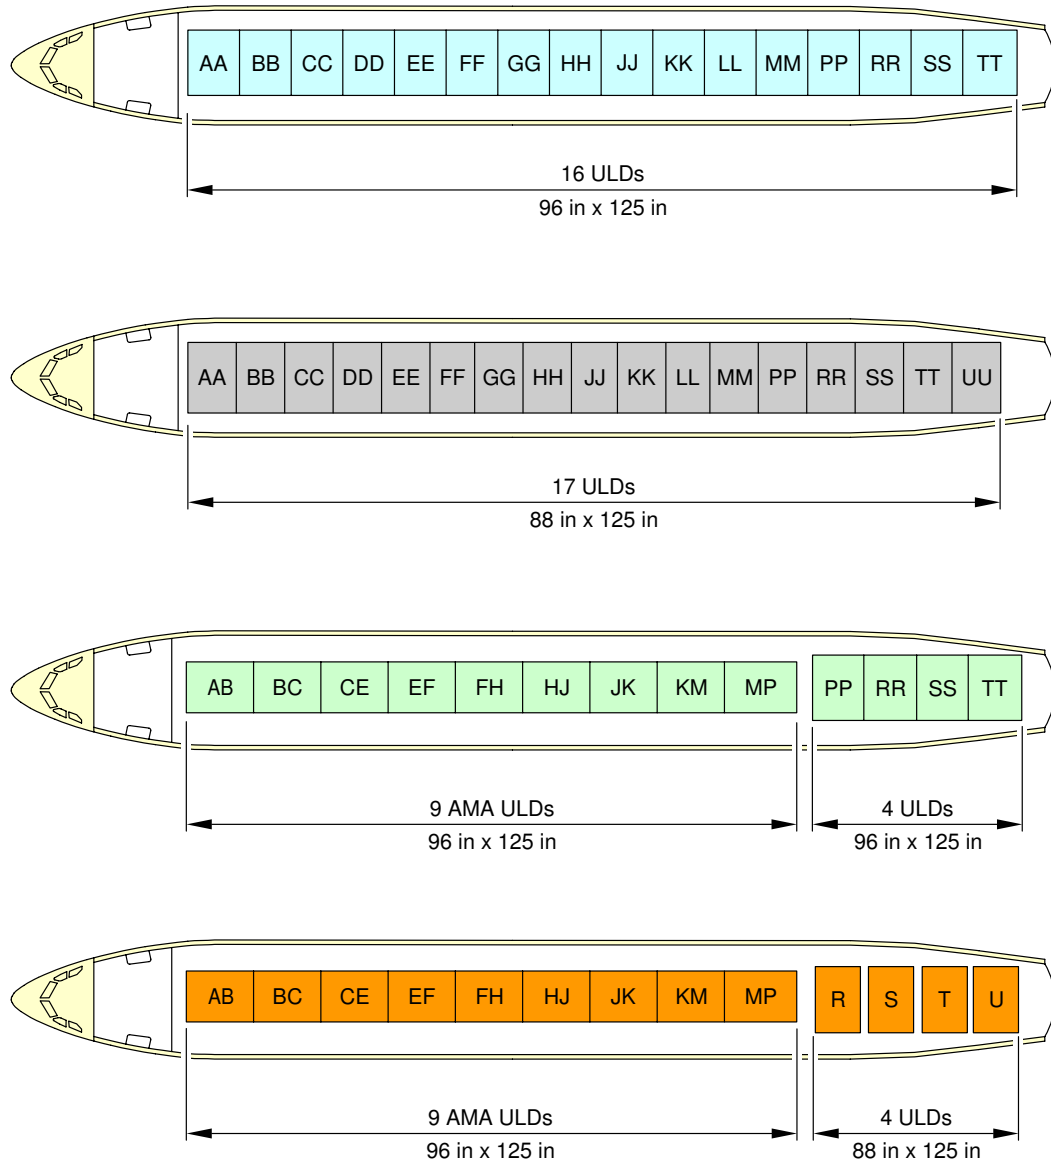 AA BB CC DD EE FF GG HH JJ KK LL MM PP RR SS TT
16 ULDs
96 in x 125 in
AA BB CC DD EE FF GG HH JJ KK LL MM PP RR SS TT UU
17 ULDs
88 in x 125 in
AB BC CE EF FH HJ JK KM MP PP RR SS TT
9 AMA ULDs 4 ULDs
96 in x 125 in 96 in x 125 in
AB BC CE EF FH HJ JK KM MP R S T U
9 AMA ULDs 4 ULDs
96 in x 125 in 88 in x 125 in